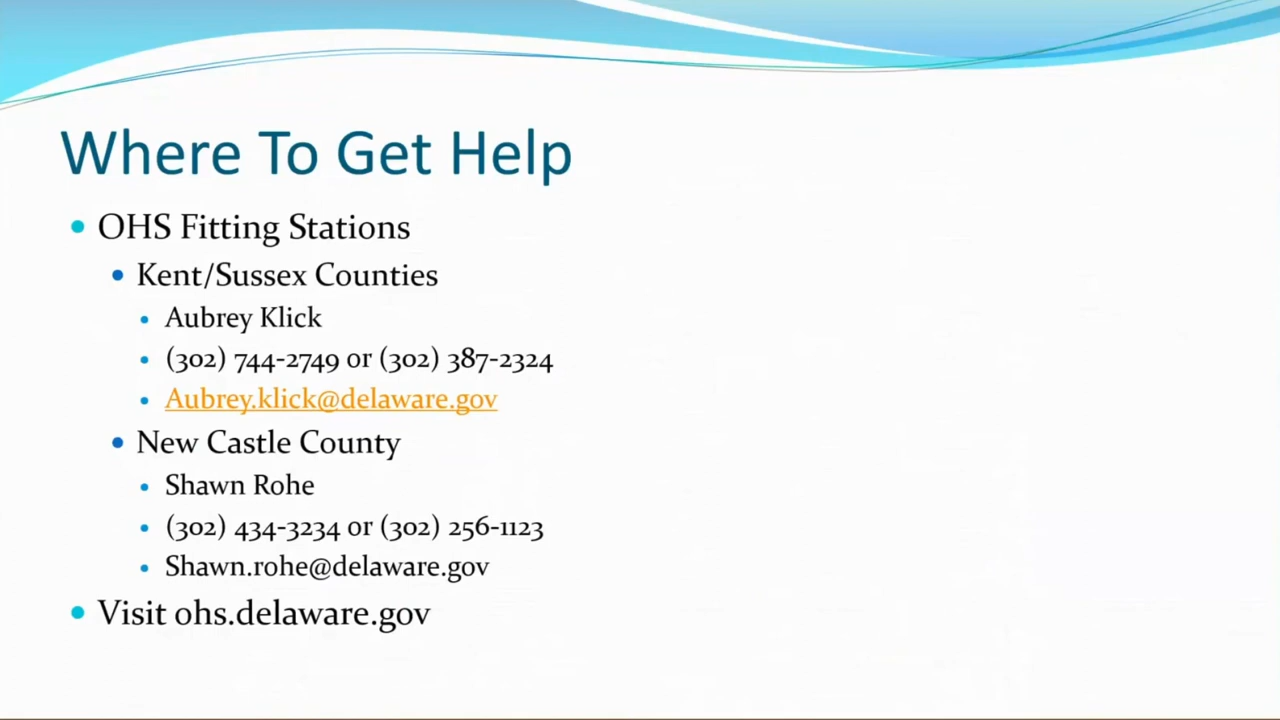 Where To Get Help
OHS Fitting Stations
Kent/Sussex Counties
Aubrey Klick
(302) 744-2749 or (302) 387-2324
Aubrey.klick@delaware.gov
New Castle County
Shawn Rohe
(302) 434-3234 or (302) 256-1123
Shawn.rohe@delaware.gov
Visit ohs.delaware.gov